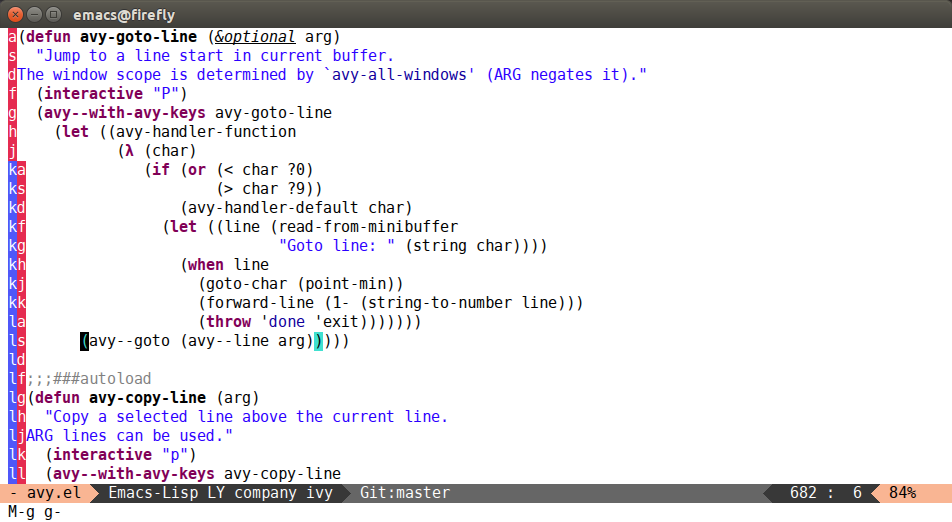 emacs@firefly
a(defun avy-goto-line (&optional arg)
s  "Jump to a line start in current buffer.
dThe window scope is determined by `avy-all-windows' (ARG negates it)."
f  (interactive "P")
g  (avy--with-avy-keys avy-goto-line
h    (let ((avy-handler-function
j           (λ (char)
ka             (if (or (< char ?0)
ks                     (> char ?9))
kd                 (avy-handler-default char)
kf               (let ((line (read-from-minibuffer
kg                            "Goto line: " (string char))))
kh                 (when line
kj                   (goto-char (point-min))
kk                   (forward-line (1- (string-to-number line)))
la                   (throw 'done 'exit)))))))
ls      (avy--goto (avy--line arg)))))
ld
lf;;;###autoload
lg(defun avy-copy-line (arg)
lh  "Copy a selected line above the current line.
ljARG lines can be used."
lk  (interactive "p")
ll  (avy--with-avy-keys avy-copy-line
- avy.el Emacs-Lisp LY company ivy Git:master 682 : 6 84%
M-g g-